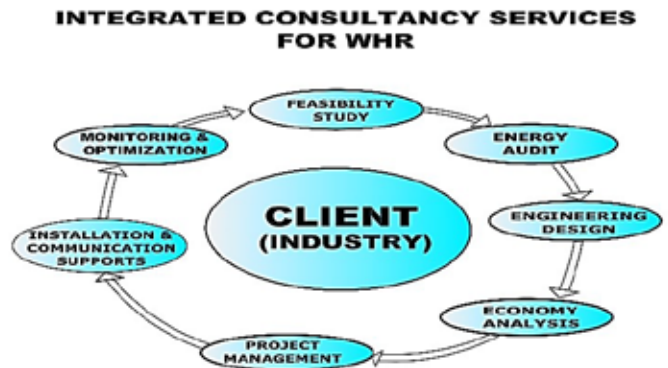 INTEGRATED CONSULTANCY SERVICES
FOR WHR
FEASIBILITY
STUDY
ENERGY
AUDIT
ENGINEERING
DESIGN
ECONOMY
ANALYSIS
PROJECT
MANAGEMENT
INSTALLATION &
COMMUNICATION
SUPPORTS
MONITORING &
OPTIMIZATION
CLIENT
(INDUSTRY)